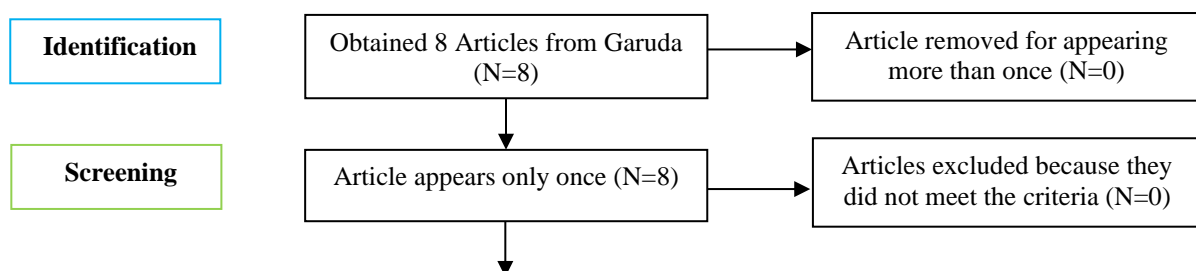 Identification
Obtained 8 Articles from Garuda
(N=8)
Article removed for appearing
more than once (N=0)
Screening
Article appears only once (N=8)
Articles excluded because they
did not meet the criteria (N=0)